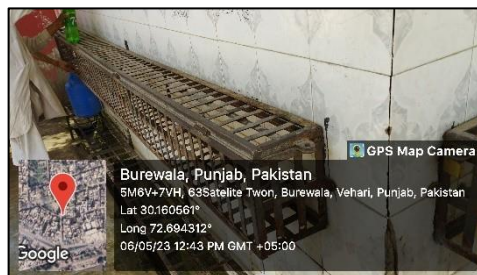 GPS Map Camera
Burewala, Punjab, Pakistan
5M6V+7VH, 63Satelite Twon, Burewala, Vehari, Punjab, Pakistan
Lat 30.160561°
Long 72.694312°
06/05/23 12:43 PM GMT +05:00
Google